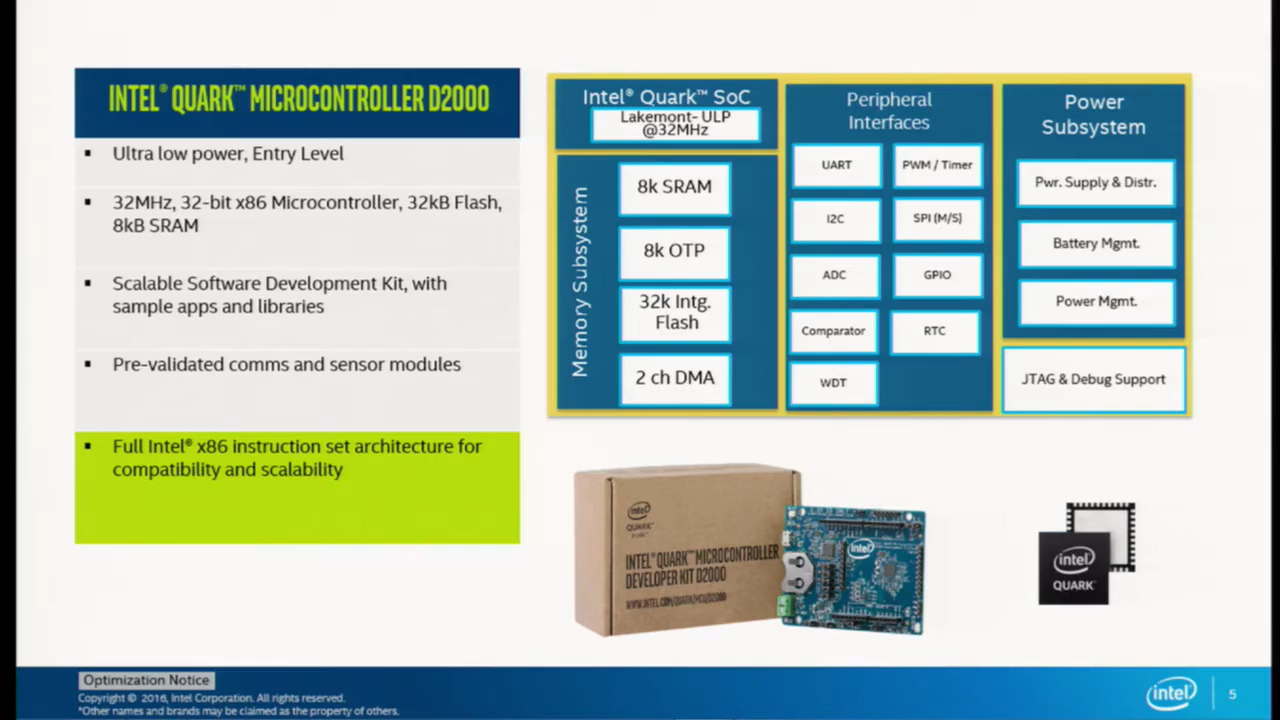 INTEL® QUARK™ MICROCONTROLLER D2000
▪ Ultra low power, Entry Level
▪ 32MHz, 32-bit x86 Microcontroller, 32kB Flash,
8kB SRAM
▪ Scalable Software Development Kit, with
sample apps and libraries
▪ Pre-validated comms and sensor modules
▪ Full Intel® x86 instruction set architecture for
compatibility and scalability
Intel® Quark™ SoC
Lakemont- ULP
@32MHz
Memory Subsystem
8k SRAM
8k OTP
32k Intg.
Flash
2 ch DMA
Peripheral
Interfaces
UART
PWM / Timer
I2C
SPI (M/S)
ADC
GPIO
Comparator
RTC
WDT
Power
Subsystem
Pwr. Supply & Distr.
Battery Mgmt.
Power Mgmt.
JTAG & Debug Support
intel
QUARK™
INTEL® QUARK™ MICROCONTROLLER
DEVELOPER KIT D2000
WWW.INTEL.COM/QUARK/MCU/D2000
intel
intel
QUARK™
Optimization Notice
Copyright © 2016, Intel Corporation. All rights reserved.
*Other names and brands may be claimed as the property of others.
intel
5